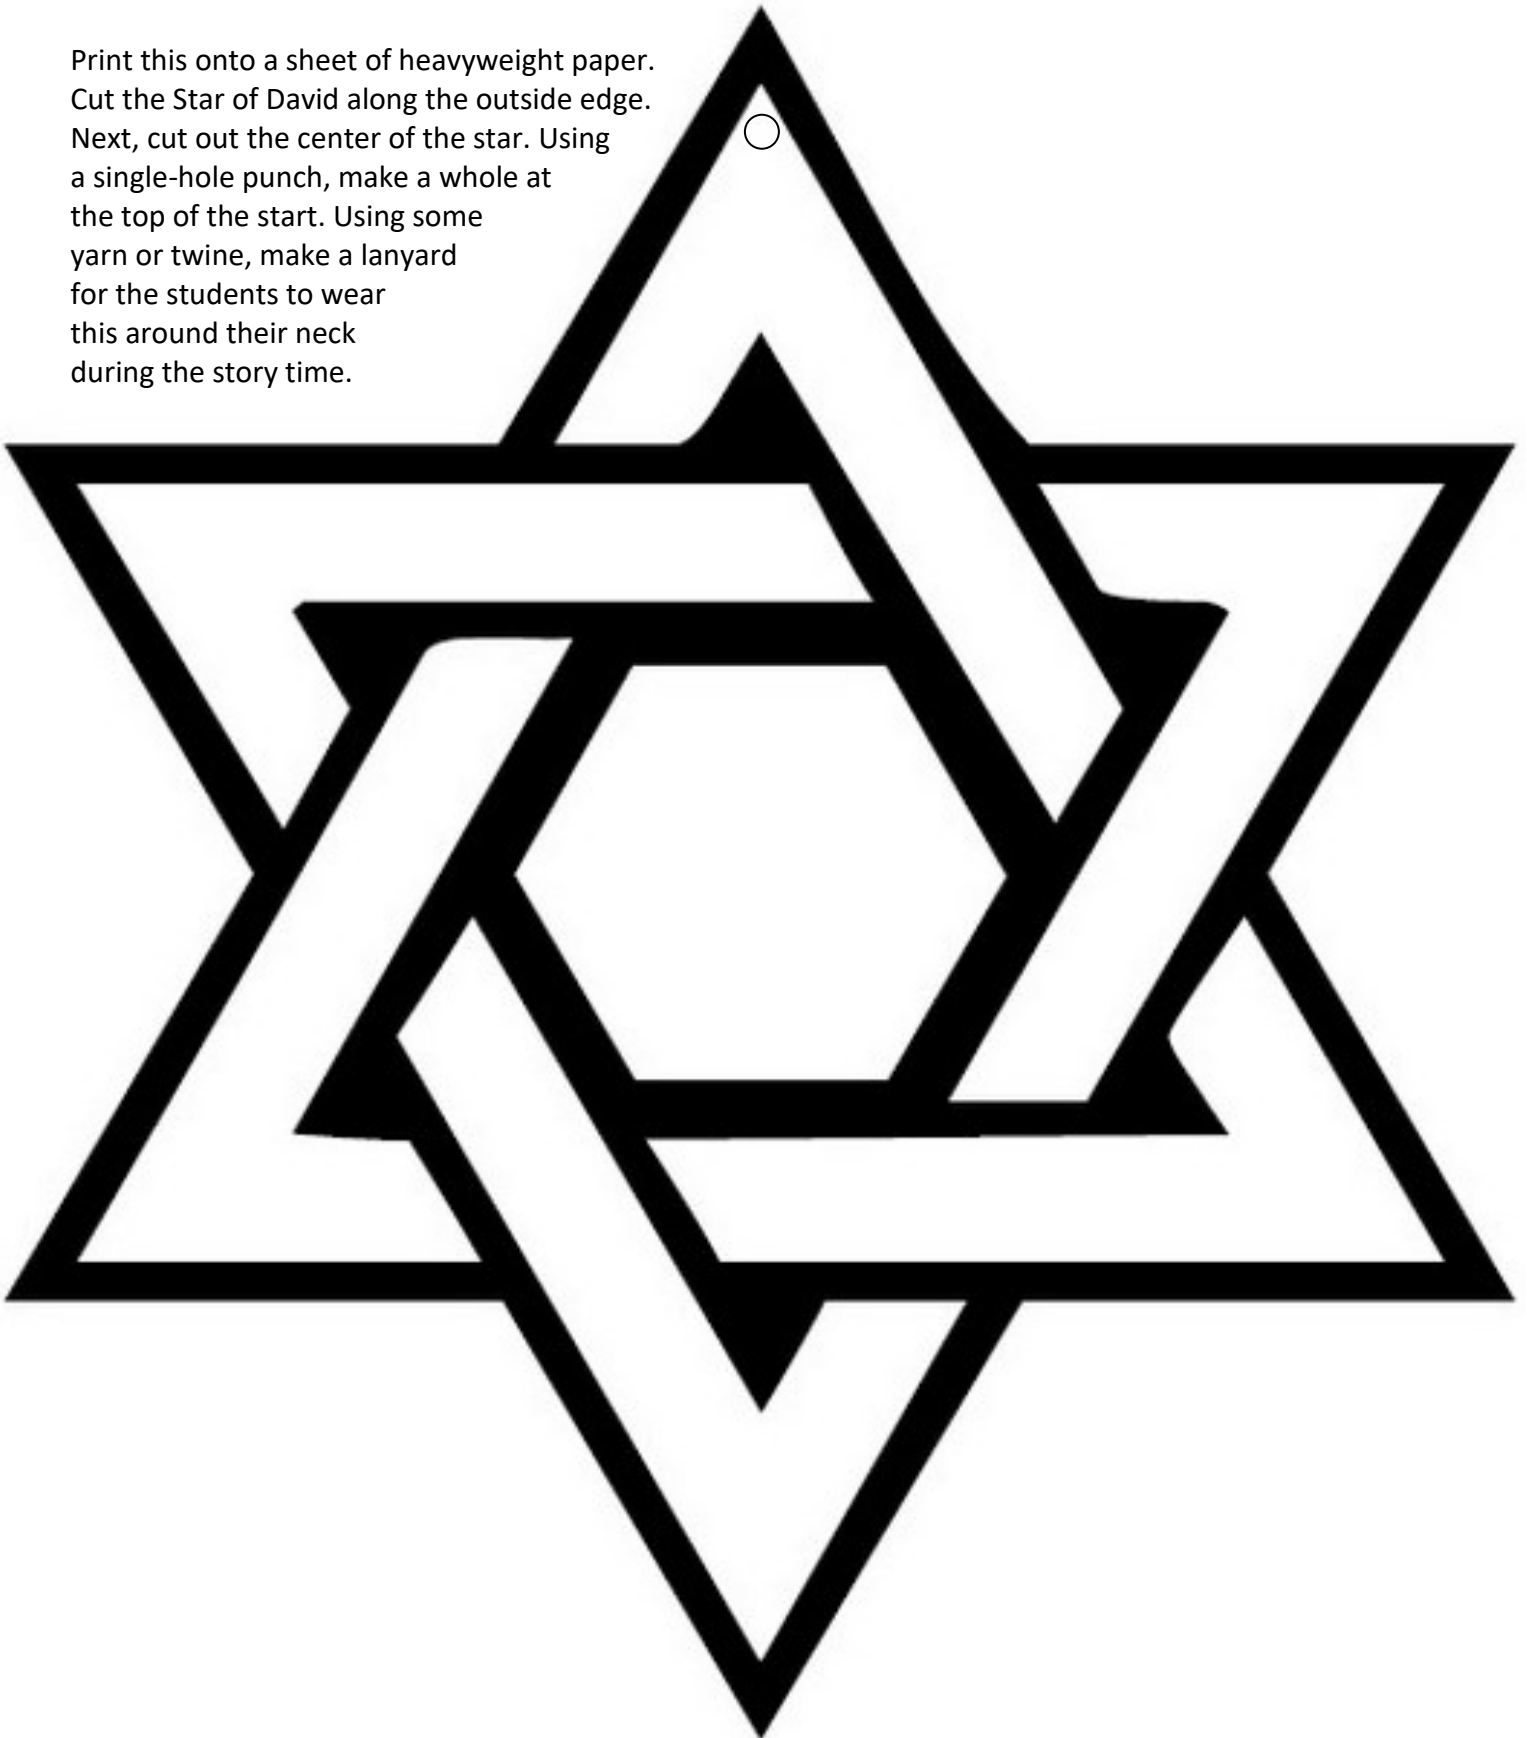 Print this onto a sheet of heavyweight paper.
Cut the Star of David along the outside edge.
Next, cut out the center of the star. Using
a single-hole punch, make a whole at
the top of the start. Using some
yarn or twine, make a lanyard
for the students to wear
this around their neck
during the story time.